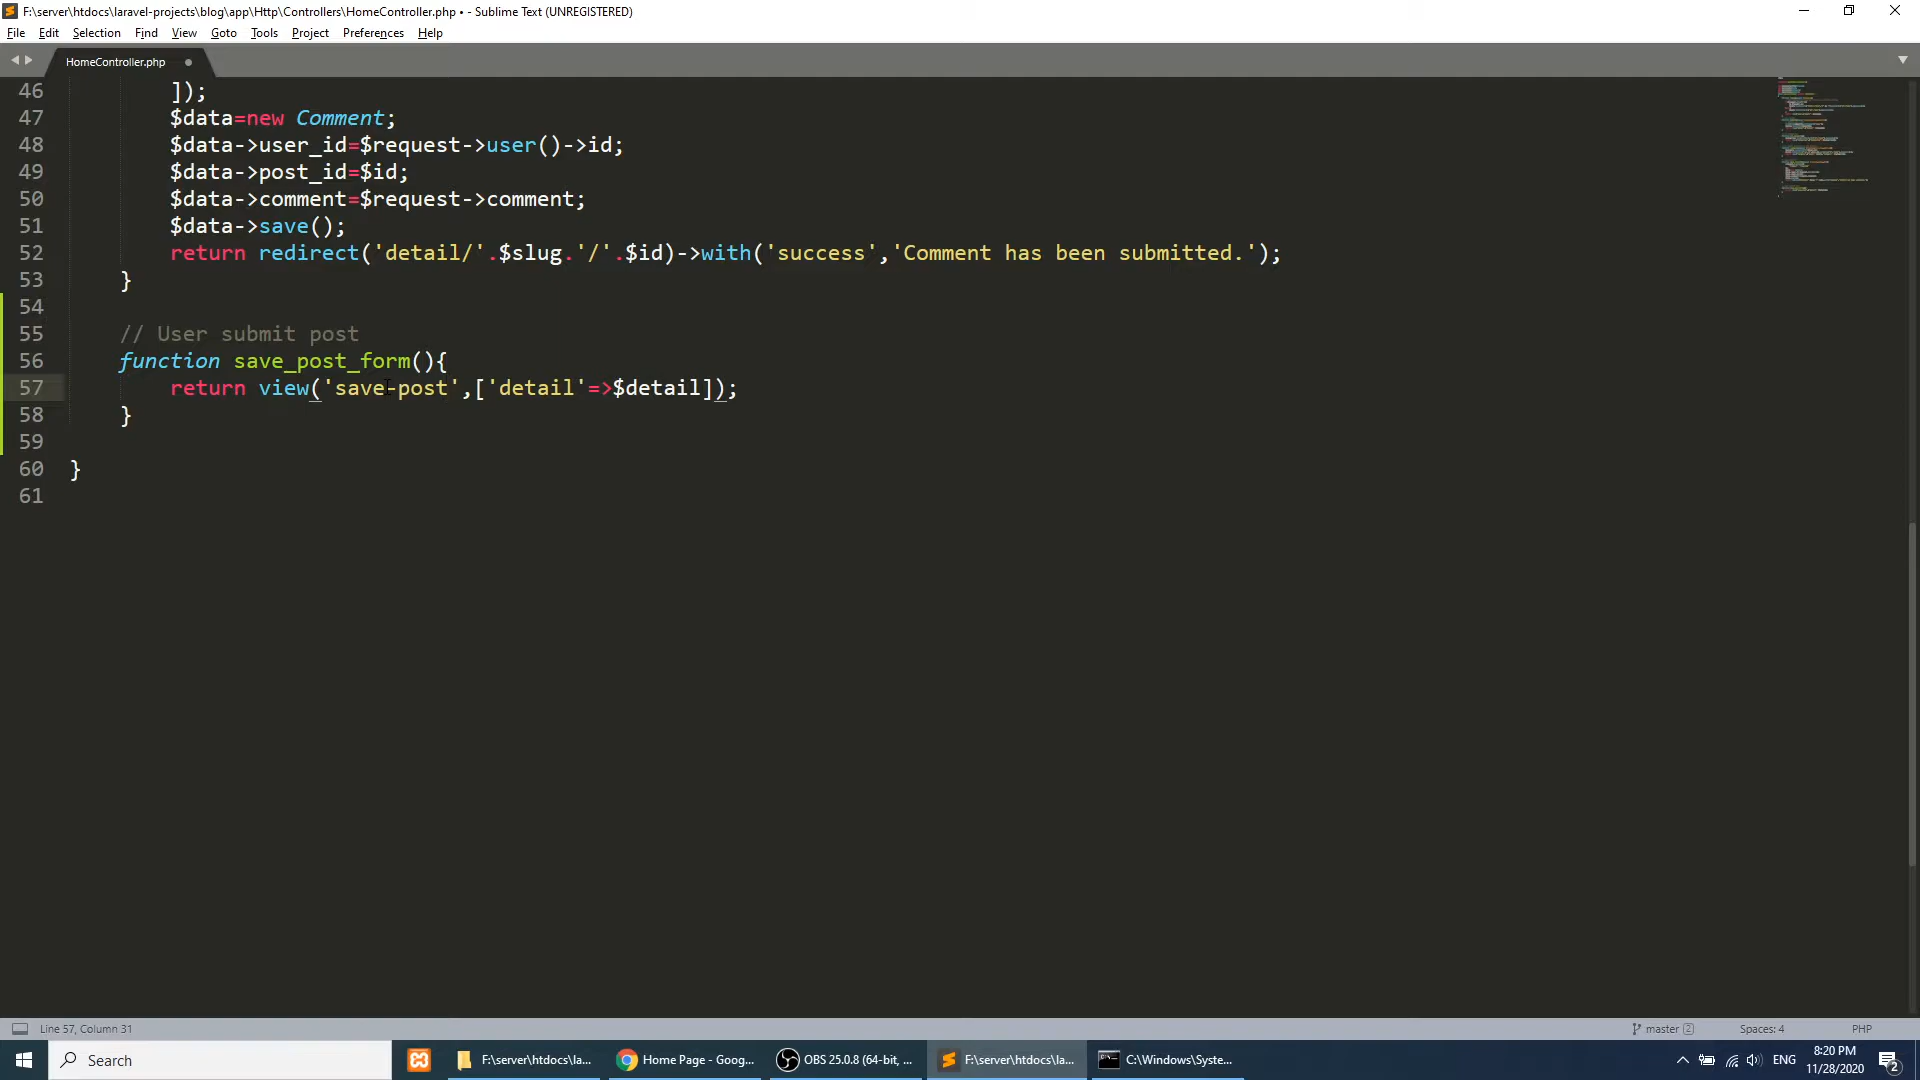 F:\server\htdocs\laravel-projects\blog\app\Http\Controllers\HomeController.php • - Sublime Text (UNREGISTERED)
File Edit Selection Find View Goto Tools Project Preferences Help
HomeController.php
46 ]);
47 $data=new Comment;
48 $data->user_id=$request->user()->id;
49 $data->post_id=$id;
50 $data->comment=$request->comment;
51 $data->save();
52 return redirect('detail/'.$slug.'/'.$id)->with('success','Comment has been submitted.');
53 }
54
55 // User submit post
56 function save_post_form(){
57 return view('save-post',['detail'=>$detail]);
58 }
59
60 }
61
Line 57, Column 31
master 2
Spaces: 4
PHP
Search
F:\server\htdocs\la...
Home Page - Goog...
OBS 25.0.8 (64-bit, ...
F:\server\htdocs\la...
C:\Windows\Syste...
ENG
8:20 PM
11/28/2020
2